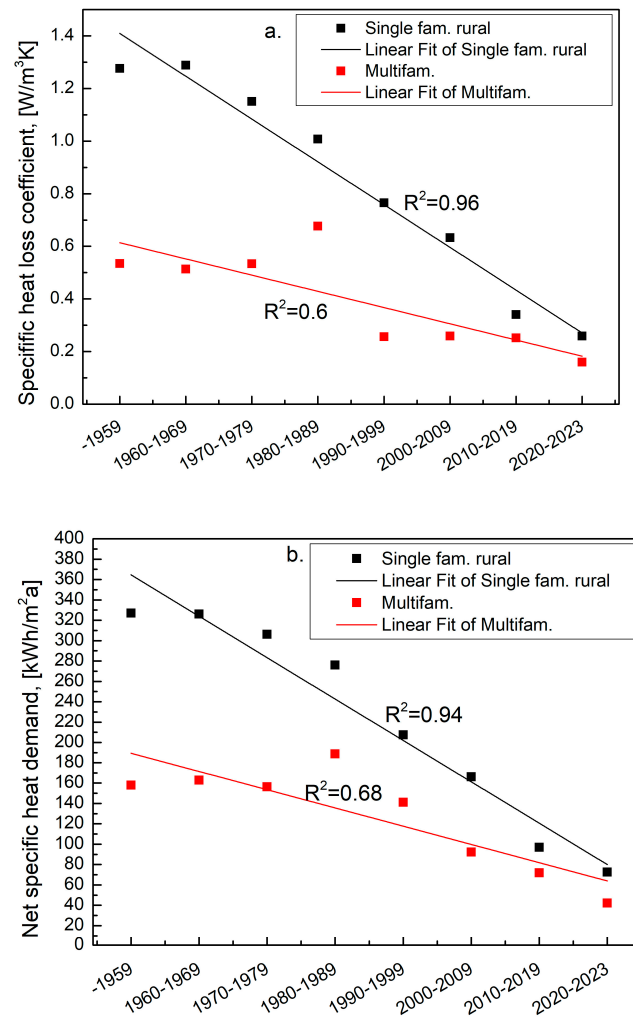 a.
Single fam. rural
Linear Fit of Single fam. rural
Multifam.
Linear Fit of Multifam.
Specifific heat loss coefficient, [W/m³K]
1.4
1.2
1.0
0.8
0.6
0.4
0.2
0.0
R²=0.96
R²=0.6
-1959
1960-1969
1970-1979
1980-1989
1990-1999
2000-2009
2010-2019
2020-2023
b.
Single fam. rural
Linear Fit of Single fam. rural
Multifam.
Linear Fit of Multifam.
Net specific heat demand, [kWh/m²a]
400
380
360
340
320
300
280
260
240
220
200
180
160
140
120
100
80
60
40
20
0
R²=0.94
R²=0.68
-1959
1960-1969
1970-1979
1980-1989
1990-1999
2000-2009
2010-2019
2020-2023